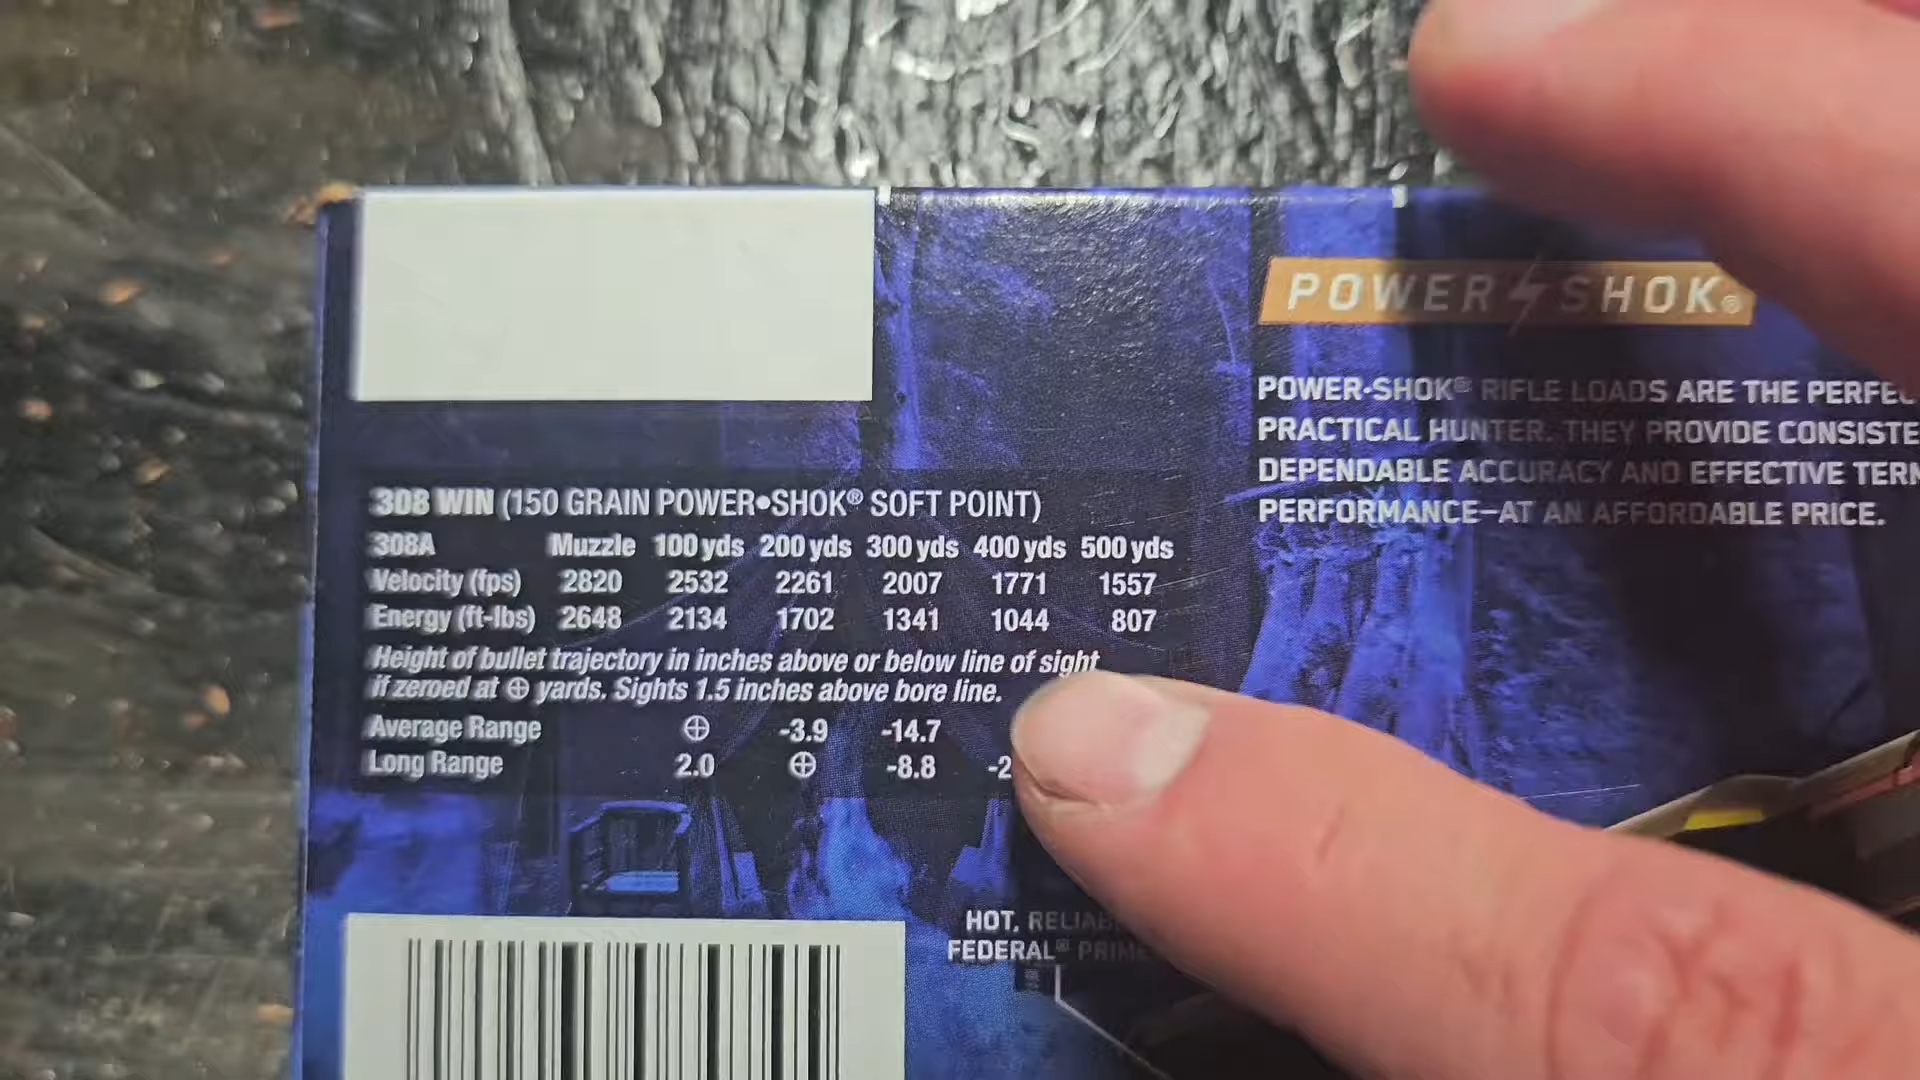 POWER SHOK®
POWER•SHOK® RIFLE LOADS ARE THE
PRACTICAL HUNTER. THEY PROVIDE
DEPENDABLE ACCURACY AND EFFECTIVE
PERFORMANCE—AT AN AFFORDABLE PRICE.
308 WIN (150 GRAIN POWER•SHOK® SOFT POINT)
308A Muzzle 100 yds 200 yds 300 yds 400 yds 500 yds
Velocity (fps) 2820 2532 2261 2007 1771 1557
Energy (ft-lbs) 2648 2134 1702 1341 1044 807
Height of bullet trajectory in inches above or below line of sight
if zeroed at ⊕ yards. Sights 1.5 inches above bore line.
Average Range ⊕ -3.9 -14.7
Long Range 2.0 ⊕ -8.8
HOT,
FEDERAL®